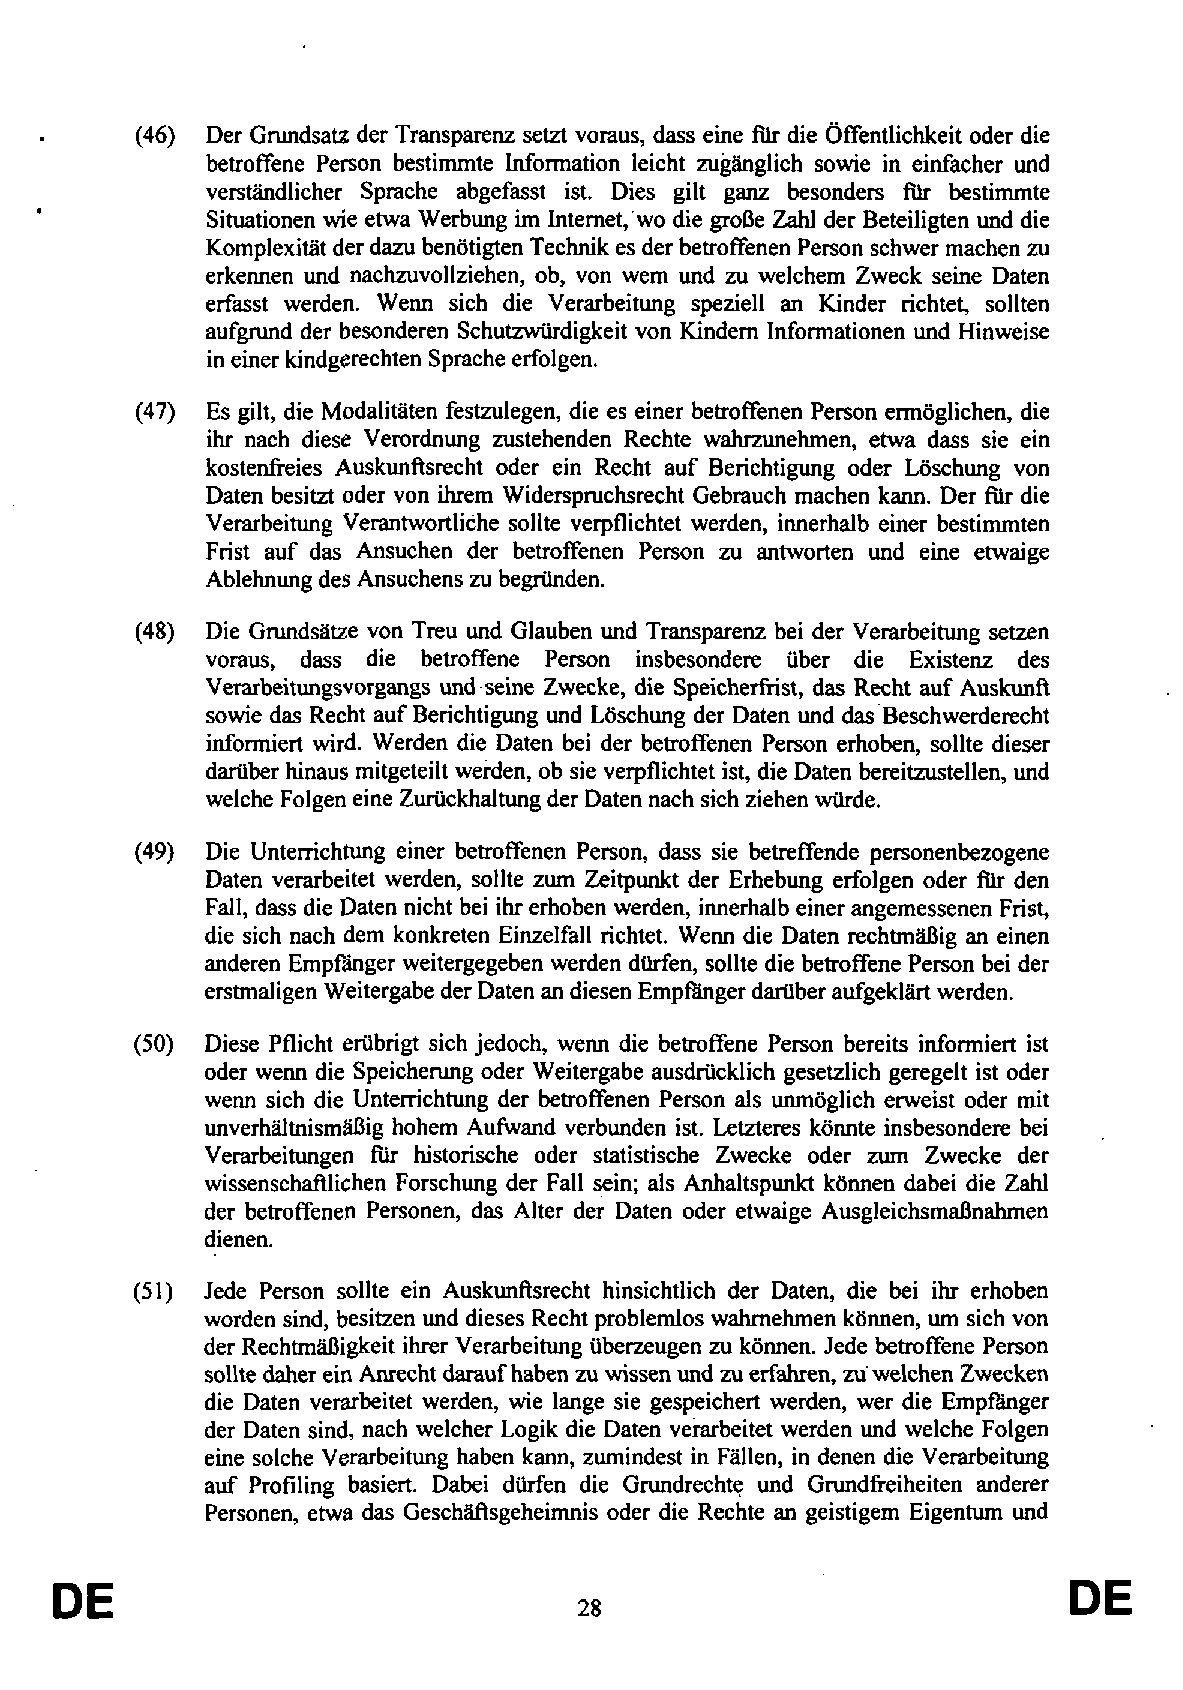 (46) Der Grundsatz der Transparenz setzt voraus, dass eine für die Öffentlichkeit oder die
betroffene Person bestimmte Information leicht zugänglich sowie in einfacher und
verständlicher Sprache abgefasst ist. Dies gilt ganz besonders für bestimmte
Situationen wie etwa Werbung im Internet, wo die große Zahl der Beteiligten und die
Komplexität der dazu benötigten Technik es der betroffenen Person schwer machen zu
erkennen und nachzuvollziehen, ob, von wem und zu welchem Zweck seine Daten
erfasst werden. Wenn sich die Verarbeitung speziell an Kinder richtet, sollten
aufgrund der besonderen Schutzwürdigkeit von Kindern Informationen und Hinweise
in einer kindgerechten Sprache erfolgen.
(47) Es gilt, die Modalitäten festzulegen, die es einer betroffenen Person ermöglichen, die
ihr nach diese Verordnung zustehenden Rechte wahrzunehmen, etwa dass sie ein
kostenfreies Auskunftsrecht oder ein Recht auf Berichtigung oder Löschung von
Daten besitzt oder von ihrem Widerspruchsrecht Gebrauch machen kann. Der für die
Verarbeitung Verantwortliche sollte verpflichtet werden, innerhalb einer bestimmten
Frist auf das Ansuchen der betroffenen Person zu antworten und eine etwaige
Ablehnung des Ansuchens zu begründen.
(48) Die Grundsätze von Treu und Glauben und Transparenz bei der Verarbeitung setzen
voraus, dass die betroffene Person insbesondere über die Existenz des
Verarbeitungsvorgangs und seine Zwecke, die Speicherfrist, das Recht auf Auskunft
sowie das Recht auf Berichtigung und Löschung der Daten und das Beschwerderecht
informiert wird. Werden die Daten bei der betroffenen Person erhoben, sollte dieser
darüber hinaus mitgeteilt werden, ob sie verpflichtet ist, die Daten bereitzustellen, und
welche Folgen eine Zurückhaltung der Daten nach sich ziehen würde.
(49) Die Unterrichtung einer betroffenen Person, dass sie betreffende personenbezogene
Daten verarbeitet werden, sollte zum Zeitpunkt der Erhebung erfolgen oder für den
Fall, dass die Daten nicht bei ihr erhoben werden, innerhalb einer angemessenen Frist,
die sich nach dem konkreten Einzelfall richtet. Wenn die Daten rechtmäßig an einen
anderen Empfänger weitergegeben werden dürfen, sollte die betroffene Person bei der
erstmaligen Weitergabe der Daten an diesen Empfänger darüber aufgeklärt werden.
(50) Diese Pflicht erübrigt sich jedoch, wenn die betroffene Person bereits informiert ist
oder wenn die Speicherung oder Weitergabe ausdrücklich gesetzlich geregelt ist oder
wenn sich die Unterrichtung der betroffenen Person als unmöglich erweist oder mit
unverhältnismäßig hohem Aufwand verbunden ist. Letzteres könnte insbesondere bei
Verarbeitungen für historische oder statistische Zwecke oder zum Zwecke der
wissenschaftlichen Forschung der Fall sein; als Anhaltspunkt können dabei die Zahl
der betroffenen Personen, das Alter der Daten oder etwaige Ausgleichsmaßnahmen
dienen.
(51) Jede Person sollte ein Auskunftsrecht hinsichtlich der Daten, die bei ihr erhoben
worden sind, besitzen und dieses Recht problemlos wahrnehmen können, um sich von
der Rechtmäßigkeit ihrer Verarbeitung überzeugen zu können. Jede betroffene Person
sollte daher ein Anrecht darauf haben zu wissen und zu erfahren, zu welchen Zwecken
die Daten verarbeitet werden, wie lange sie gespeichert werden, wer die Empfänger
der Daten sind, nach welcher Logik die Daten verarbeitet werden und welche Folgen
eine solche Verarbeitung haben kann, zumindest in Fällen, in denen die Verarbeitung
auf Profiling basiert. Dabei dürfen die Grundrechte und Grundfreiheiten anderer
Personen, etwa das Geschäftsgeheimnis oder die Rechte an geistigem Eigentum und
DE 28 DE